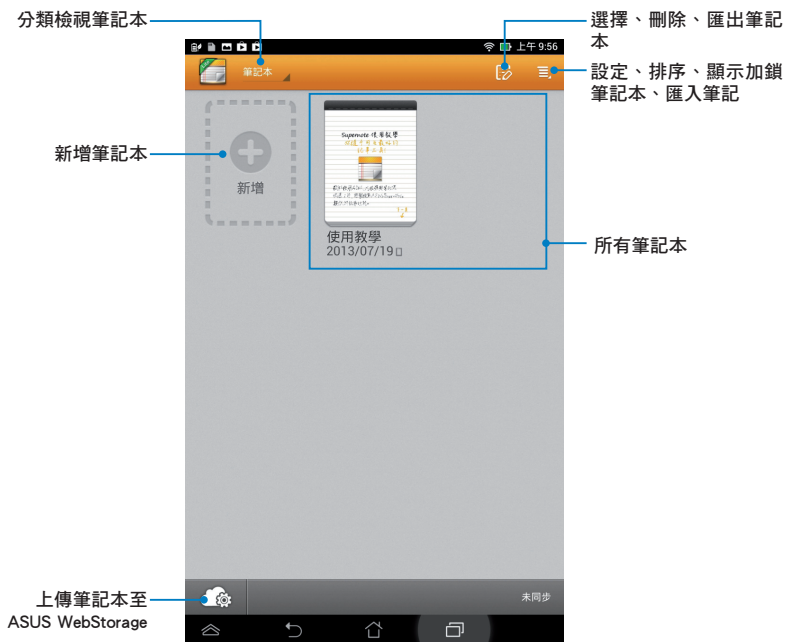 分類檢視筆記本
選擇、刪除、匯出筆記
本
上午 9:56
筆記本
設定、排序、顯示加鎖
筆記本、匯入筆記
新增筆記本
新增
Supernote 使用教學
使用教學
2013/07/19
所有筆記本
上傳筆記本至
ASUS WebStorage
未同步